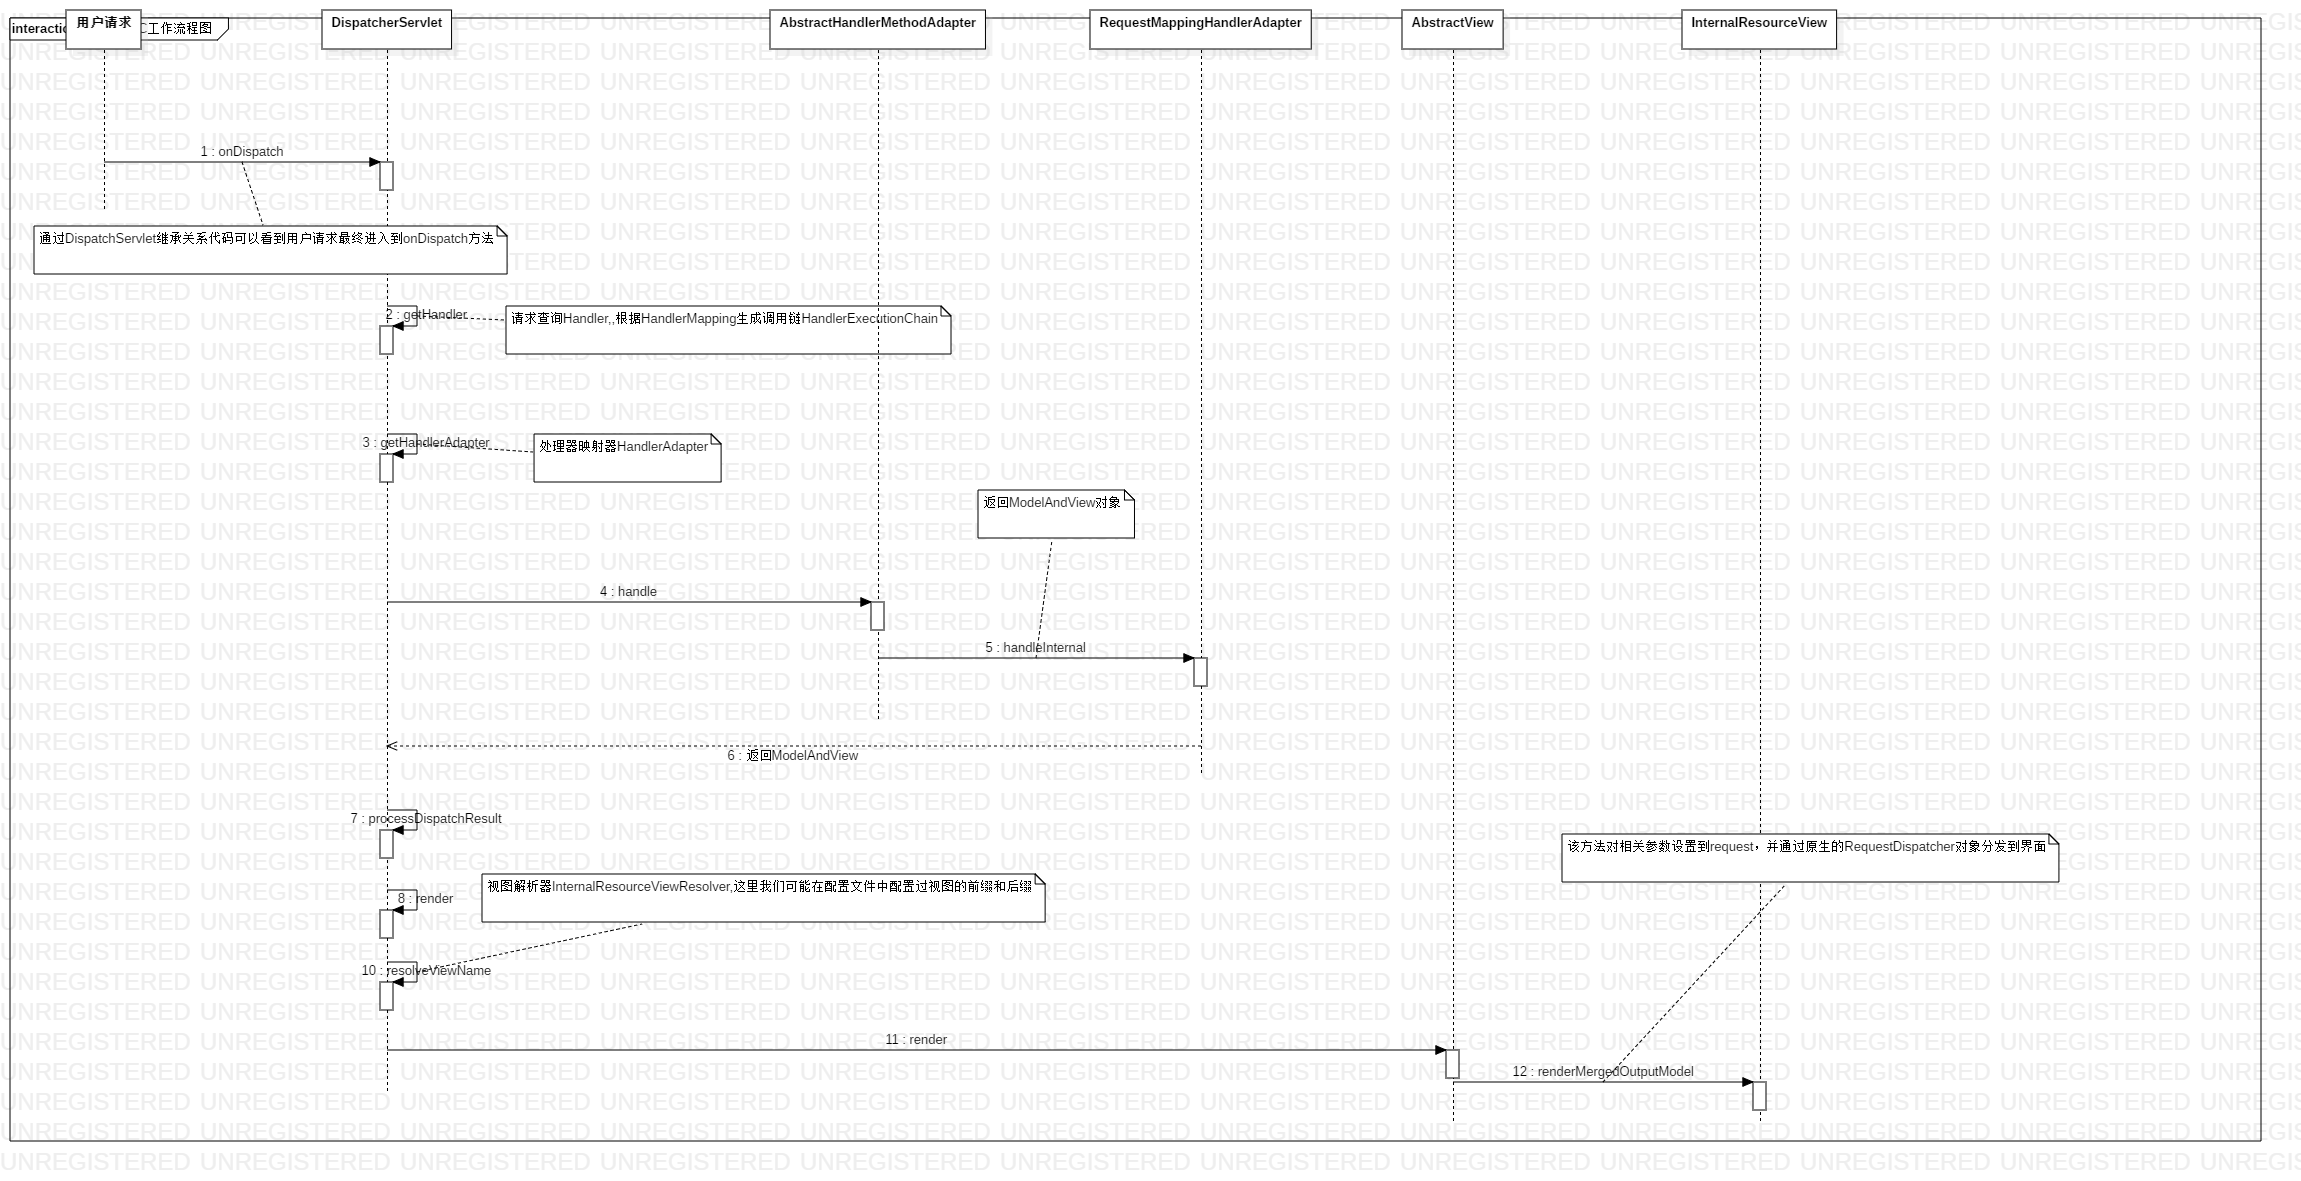 用户请求
DispatcherServlet
AbstractHandlerMethodAdapter
RequestMappingHandlerAdapter
AbstractView
InternalResourceView
C工作流程图
1 : onDispatch
通过DispatchServlet继承关系代码可以看到用户请求最终进入到onDispatch方法
2 : getHandler
请求查询Handler,,根据HandlerMapping生成调用链HandlerExecutionChain
3 : getHandlerAdapter
处理器映射器HandlerAdapter
返回ModelAndView对象
4 : handle
5 : handleInternal
6 : 返回ModelAndView
7 : processDispatchResult
该方法对相关参数设置到request，并通过原生的RequestDispatcher对象分发到界面
视图解析器InternalResourceViewResolver,这里我们可能在配置文件中配置过视图的前缀和后缀
8 : render
10 : resolveViewName
11 : render
12 : renderMergedOutputModel
UNREGISTERED